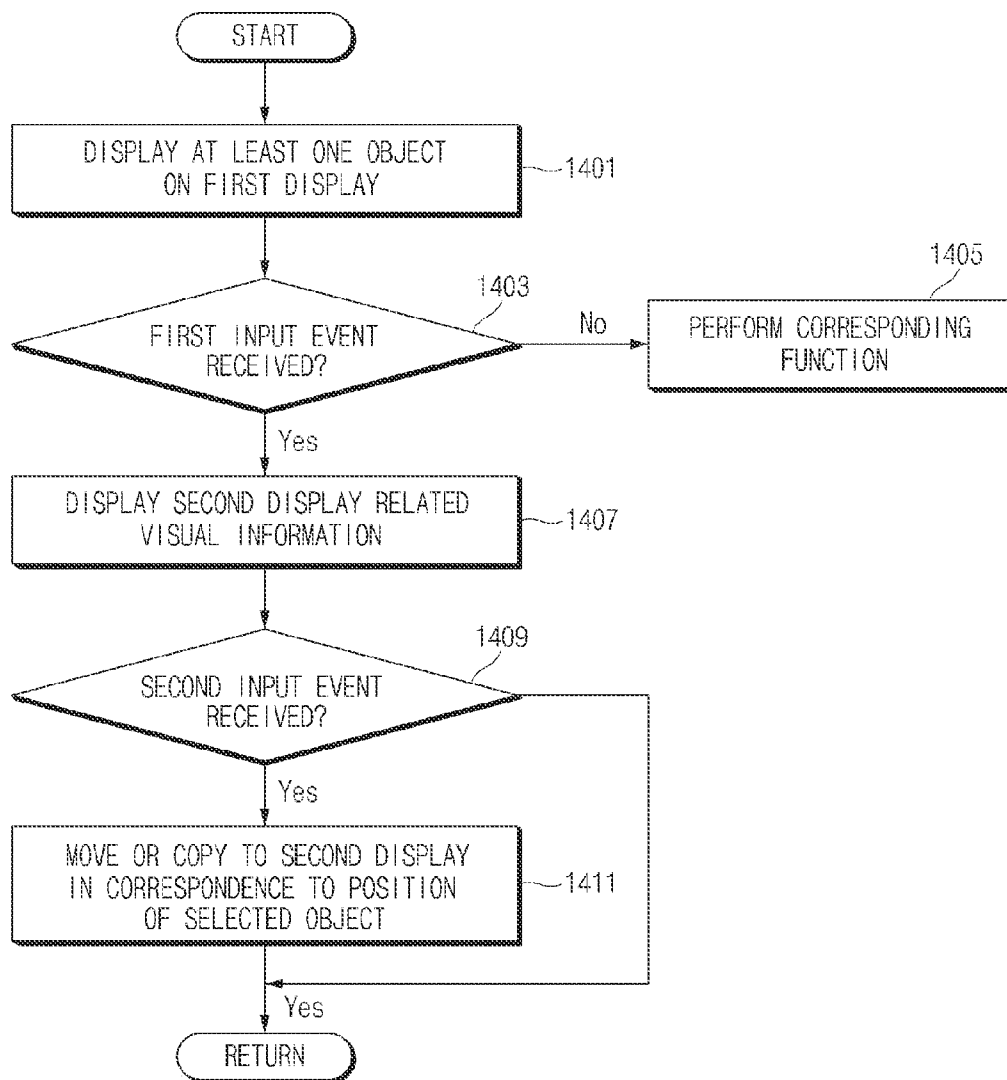 START
DISPLAY AT LEAST ONE OBJECT
ON FIRST DISPLAY
1401
1403
FIRST INPUT EVENT
RECEIVED?
No
1405
PERFORM CORRESPONDING
FUNCTION
Yes
DISPLAY SECOND DISPLAY RELATED
VISUAL INFORMATION
1407
1409
SECOND INPUT EVENT
RECEIVED?
Yes
MOVE OR COPY TO SECOND DISPLAY
IN CORRESPONDENCE TO POSITION
OF SELECTED OBJECT
1411
Yes
RETURN